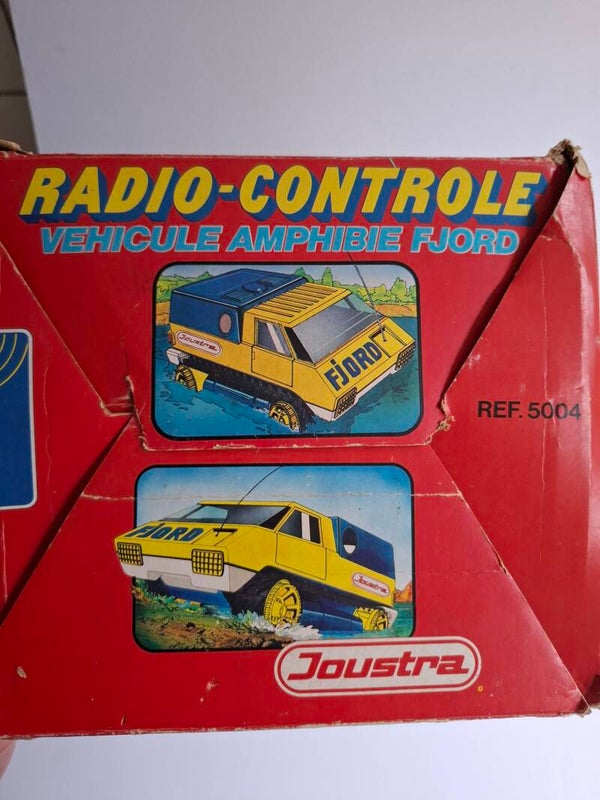 RADIO-CONTROLE
VEHICULE AMPHIBIE FJORD
Joustra
FJORD
REF. 5004
FJORD
Joustra
Joustra